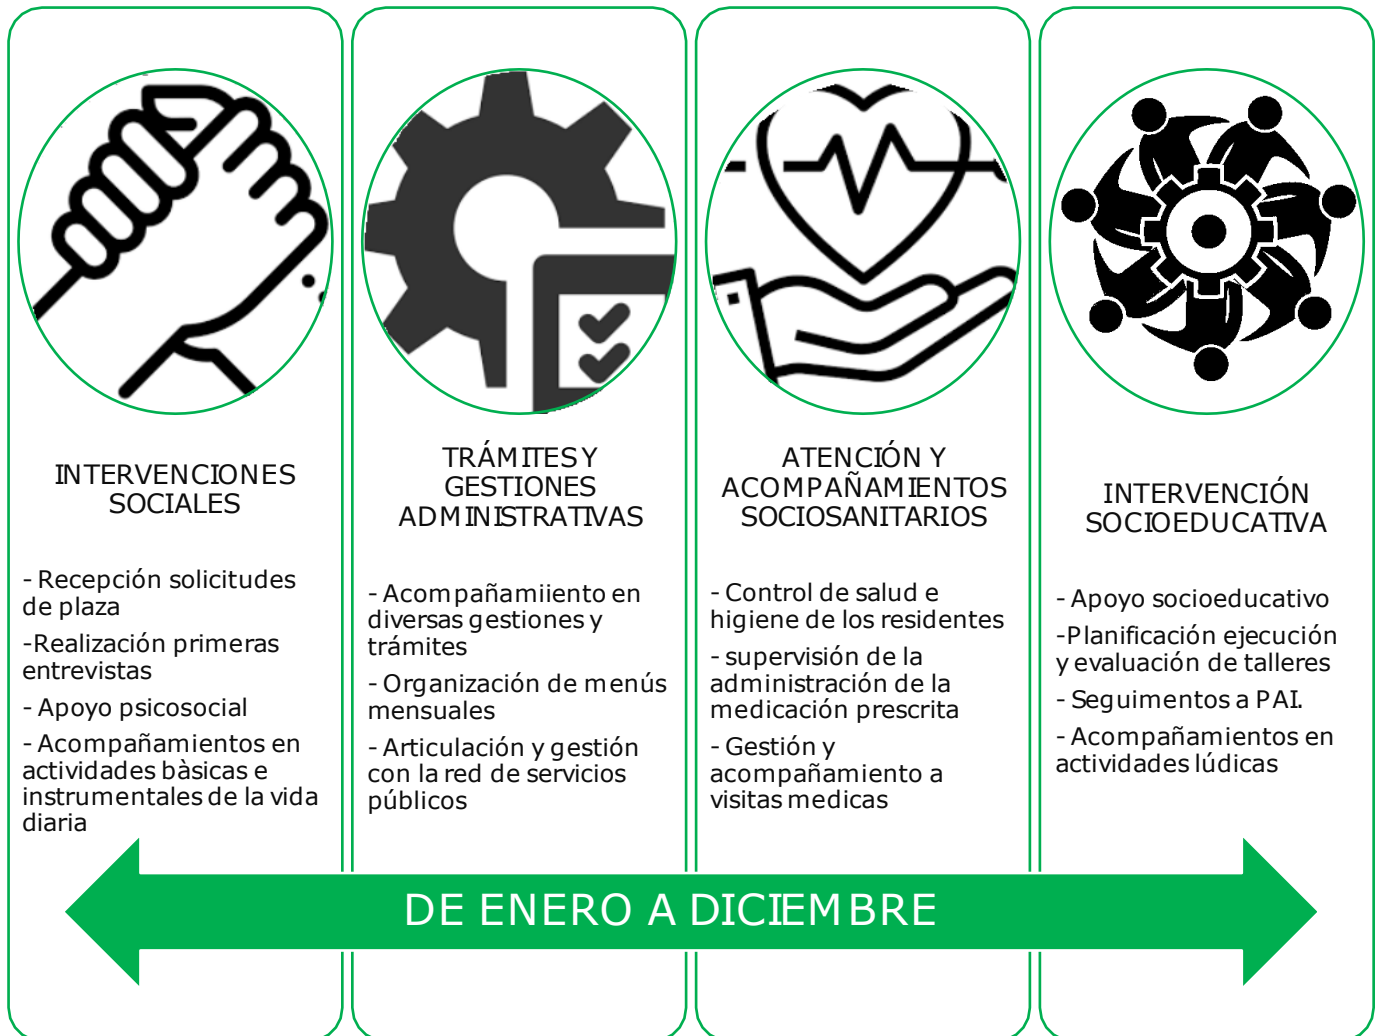 INTERVENCIONES
SOCIALES
- Recepción solicitudes
de plaza
-Realización primeras
entrevistas
- Apoyo psicosocial
- Acompañamientos en
actividades bàsicas e
instrumentales de la vida
diaria
TRÁMITES Y
GESTIONES
ADMINISTRATIVAS
- Acompañamiiento en
diversas gestiones y
trámites
- Organización de menús
mensuales
- Articulación y gestión
con la red de servicios
públicos
ATENCIÓN Y
ACOMPAÑAMIENTOS
SOCIOSANITARIOS
- Control de salud e
higiene de los residentes
- supervisión de la
administración de la
medicación prescrita
- Gestión y
acompañamiento a
visitas medicas
INTERVENCIÓN
SOCIOEDUCATIVA
- Apoyo socioeducativo
-Planificación ejecución
y evaluación de talleres
- Seguimentos a PAI.
- Acompañamientos en
actividades lúdicas
DE ENERO A DICIEMBRE